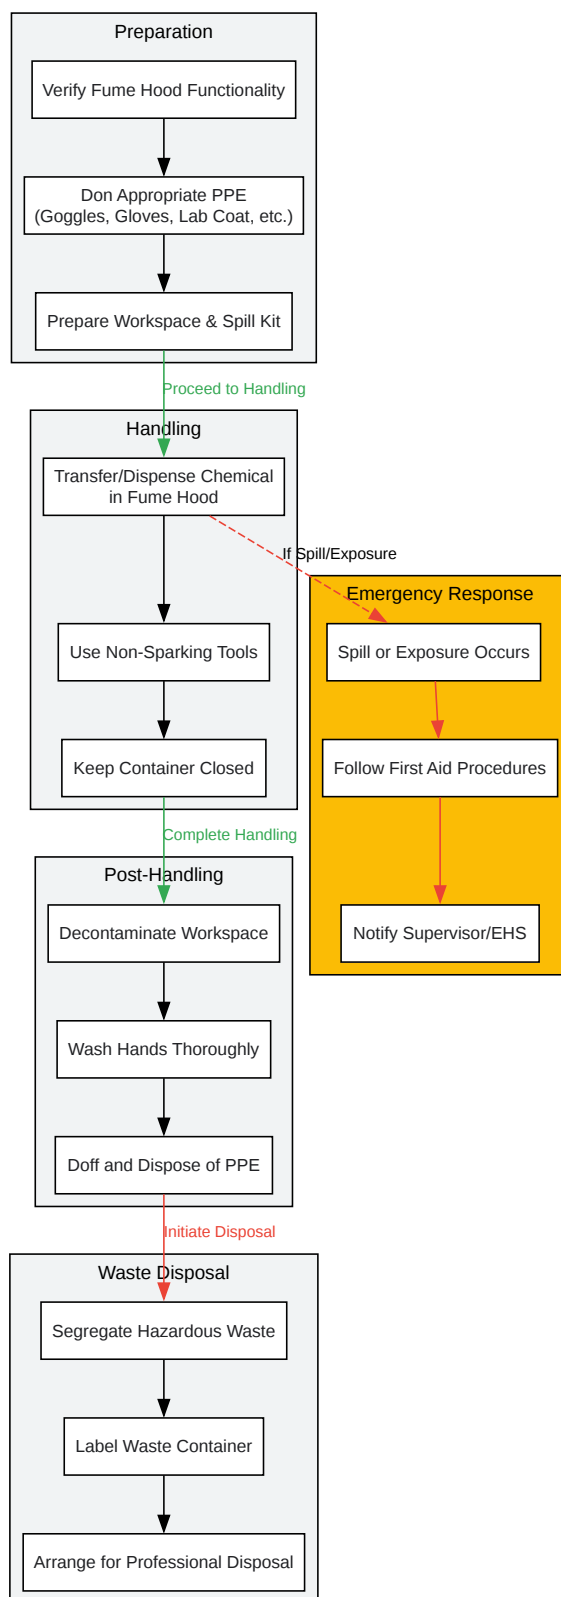 Preparation
Verify Fume Hood Functionality
Don Appropriate PPE
(Goggles, Gloves, Lab Coat, etc.)
Prepare Workspace & Spill Kit
Proceed to Handling
Handling
Transfer/Dispense Chemical
in Fume Hood
If Spill/Exposure
Emergency Response
Use Non-Sparking Tools
Spill or Exposure Occurs
Keep Container Closed
Follow First Aid Procedures
Complete Handling
Post-Handling
Decontaminate Workspace
Notify Supervisor/EHS
Wash Hands Thoroughly
Doff and Dispose of PPE
Initiate Disposal
Waste Disposal
Segregate Hazardous Waste
Label Waste Container
Arrange for Professional Disposal